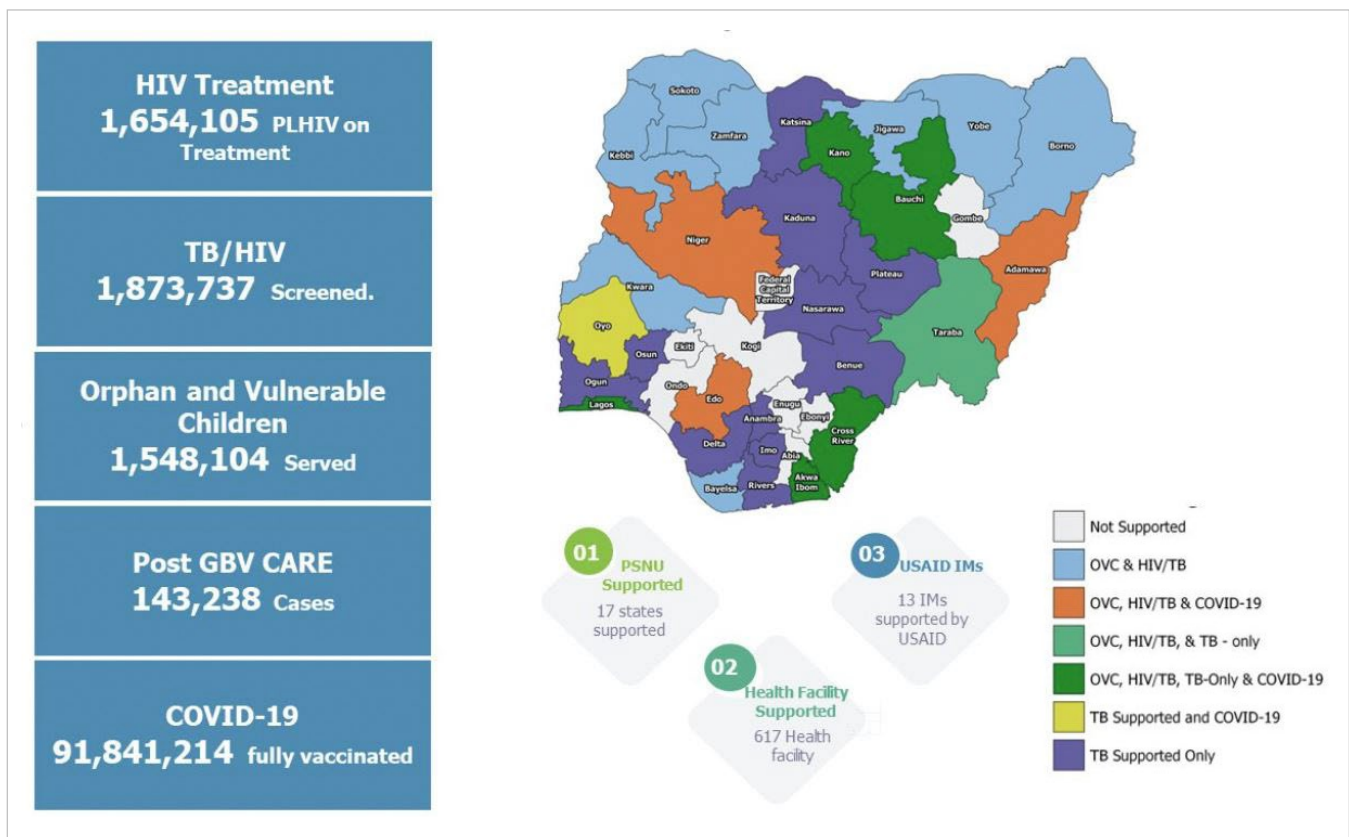 HIV Treatment
1,654,105 PLHIV on
Treatment
TB/HIV
1,873,737 Screened.
Orphan and Vulnerable
Children
1,548,104 Served
Post GBV CARE
143,238 Cases
COVID-19
91,841,214 fully vaccinated
Sokoto
Katsina
Jigawa
Yobe
Borno
Zamfara
Kebbi
Kano
Bauchi
Gombe
Kaduna
Niger
Adamawa
Plateau
Federal
Capital
Territory
Kwara
Nasarawa
Taraba
Oyo
Ekiti
Kogi
Osun
Benue
Ogun
Ondo
Edo
Lagos
Enugu
Ebonyi
Anambra
Cross
River
Delta
Imo
Abia
Akwa
Ibom
Bayelsa
Rivers
01
PSNU
Supported
17 states
supported
02
Health Facility
Supported
617 Health
facility
03
USAID IMs
13 IMs
supported by
USAID
Not Supported
OVC & HIV/TB
OVC, HIV/TB & COVID-19
OVC, HIV/TB, & TB - only
OVC, HIV/TB, TB-Only & COVID-19
TB Supported and COVID-19
TB Supported Only